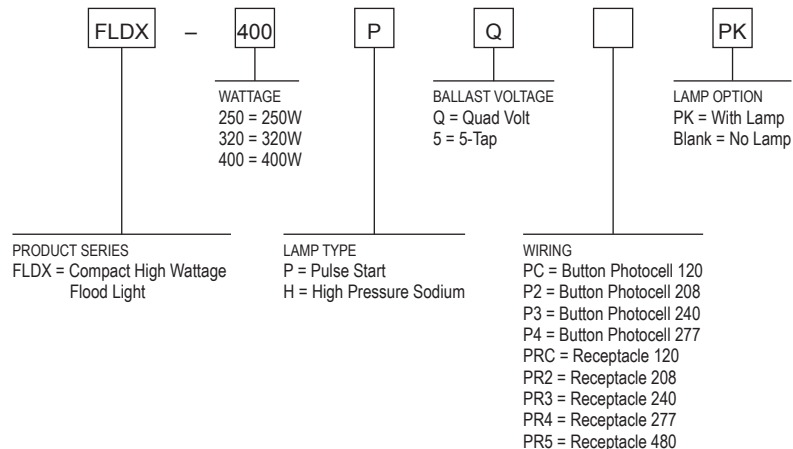 FLDX – 400 P Q PK
WATTAGE
250 = 250W
320 = 320W
400 = 400W
BALLAST VOLTAGE
Q = Quad Volt
5 = 5-Tap
LAMP OPTION
PK = With Lamp
Blank = No Lamp
PRODUCT SERIES
FLDX = Compact High Wattage
Flood Light
LAMP TYPE
P = Pulse Start
H = High Pressure Sodium
WIRING
PC = Button Photocell 120
P2 = Button Photocell 208
P3 = Button Photocell 240
P4 = Button Photocell 277
PRC = Receptacle 120
PR2 = Receptacle 208
PR3 = Receptacle 240
PR4 = Receptacle 277
PR5 = Receptacle 480